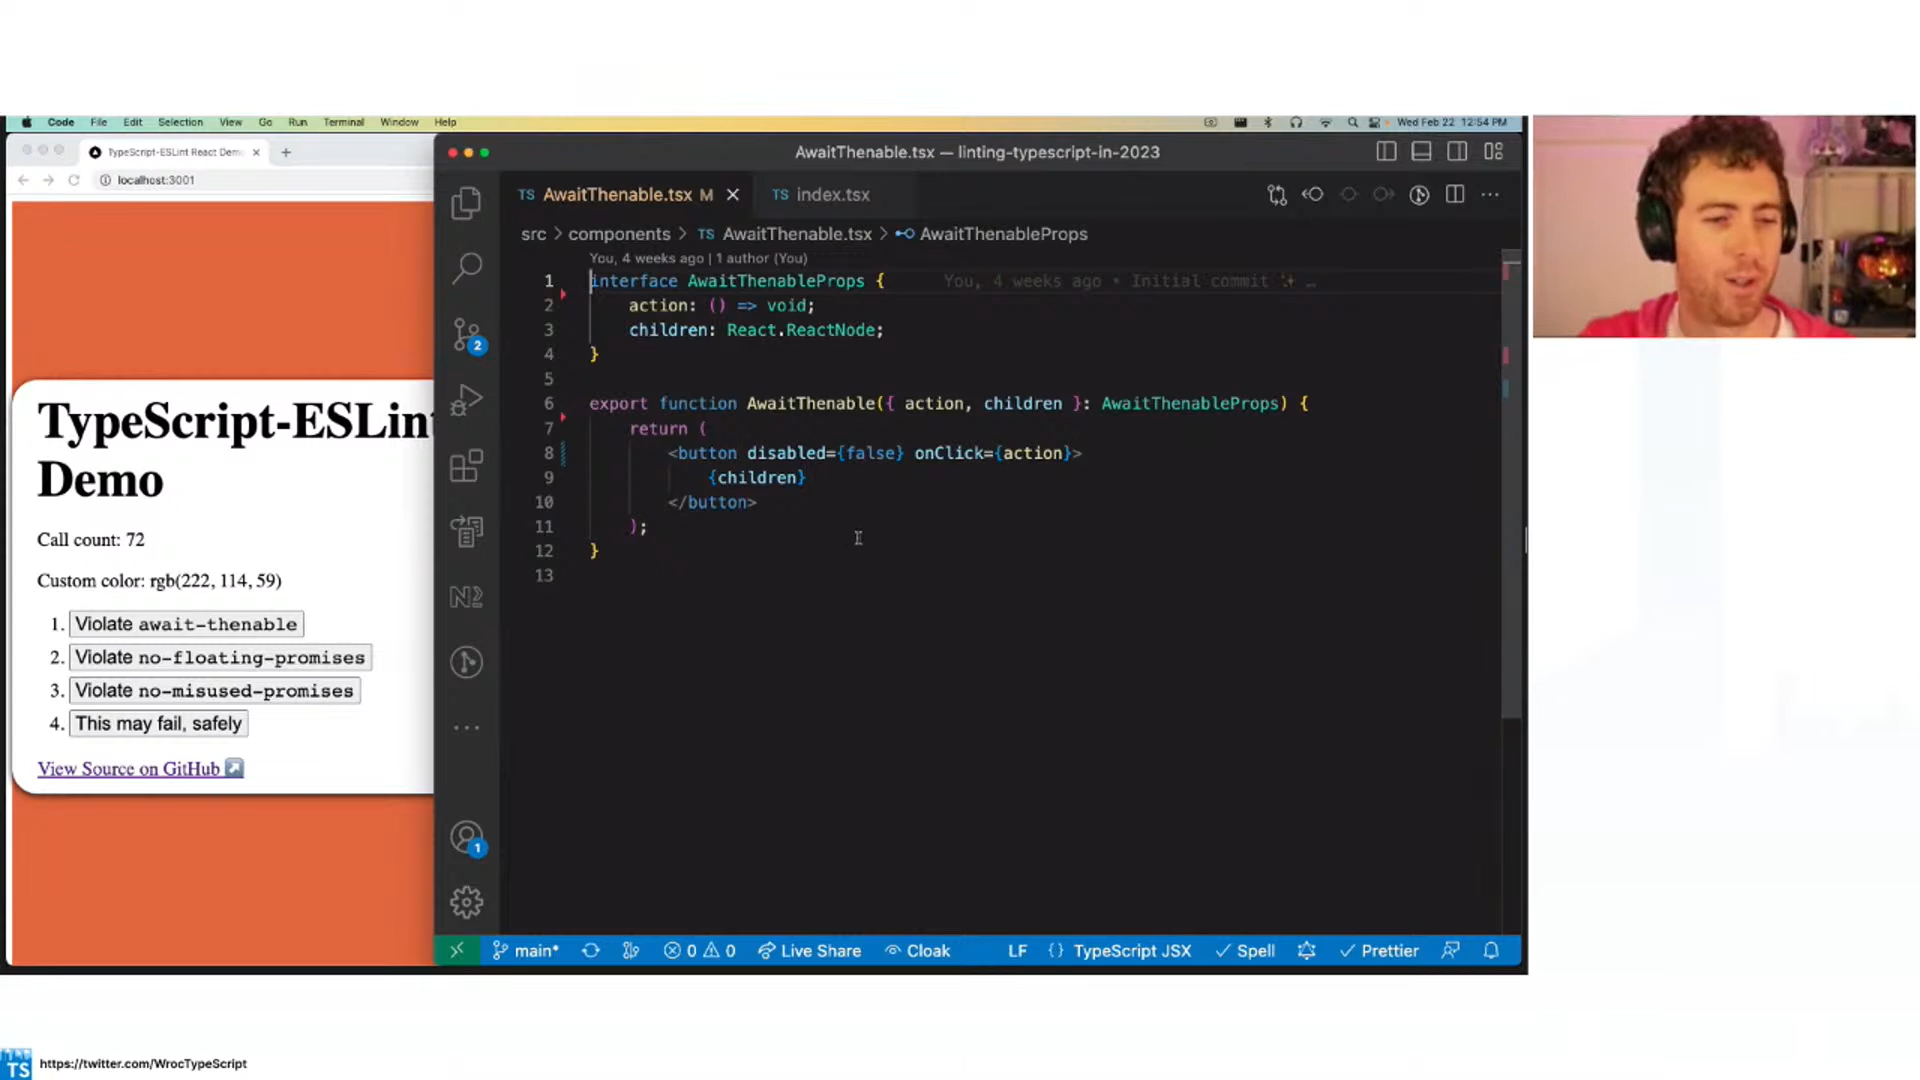 Code File Edit Selection View Go Run Terminal Window Help
Wed Feb 22 12:54 PM
TypeScript-ESLint React Dem
localhost:3001
AwaitThenable.tsx — linting-typescript-in-2023
TS AwaitThenable.tsx M
TS index.tsx
src > components > TS AwaitThenable.tsx > AwaitThenableProps
You, 4 weeks ago | 1 author (You)
1 interface AwaitThenableProps { You, 4 weeks ago • Initial commit ✨ …
2 action: () => void;
3 children: React.ReactNode;
4 }
5
6 export function AwaitThenable({ action, children }: AwaitThenableProps) {
7 return (
8 <button disabled={false} onClick={action}>
9 {children}
10 </button>
11 );
12 }
13
TypeScript-ESLint
Demo
Call count: 72
Custom color: rgb(222, 114, 59)
1. Violate await-thenable
2. Violate no-floating-promises
3. Violate no-misused-promises
4. This may fail, safely
View Source on GitHub
2
1
main* 0 0 Live Share Cloak LF {} TypeScript JSX Spell Prettier
TS https://twitter.com/WrocTypeScript